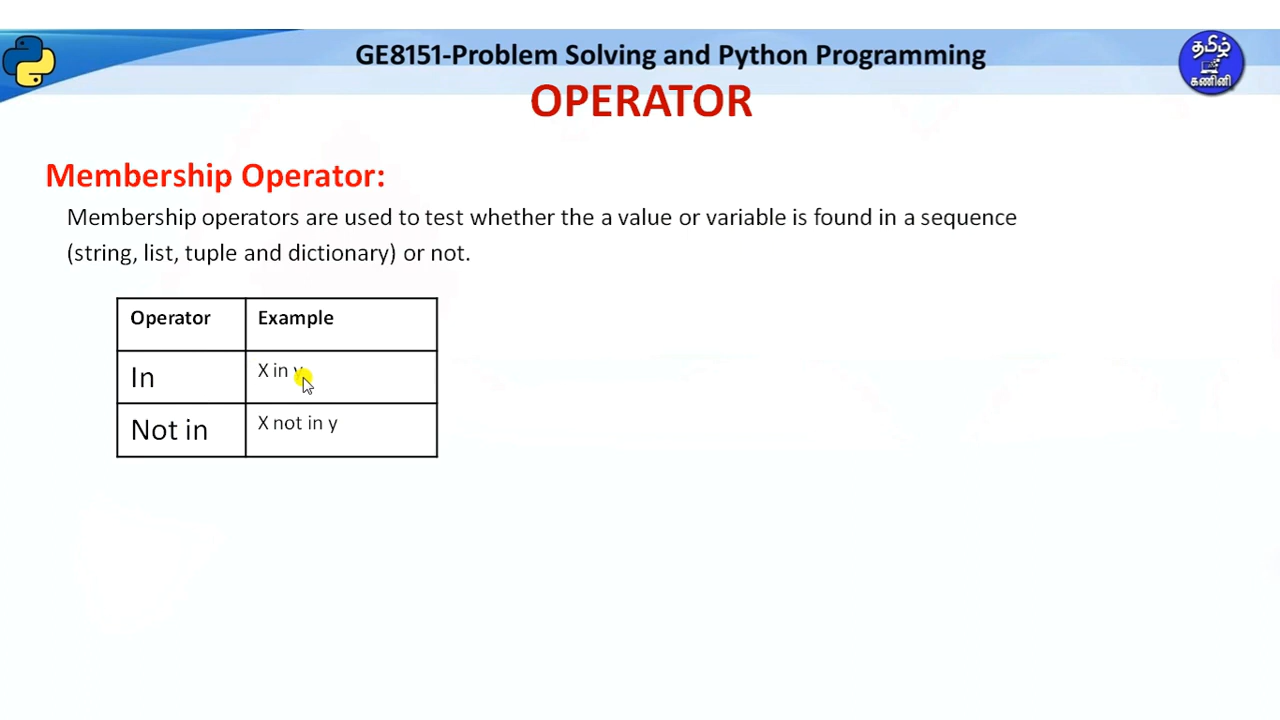 GE8151-Problem Solving and Python Programming
தமிழ்
கணினி
OPERATOR
Membership Operator:
Membership operators are used to test whether the a value or variable is found in a sequence
(string, list, tuple and dictionary) or not.
Operator Example
In X in y
Not in X not in y